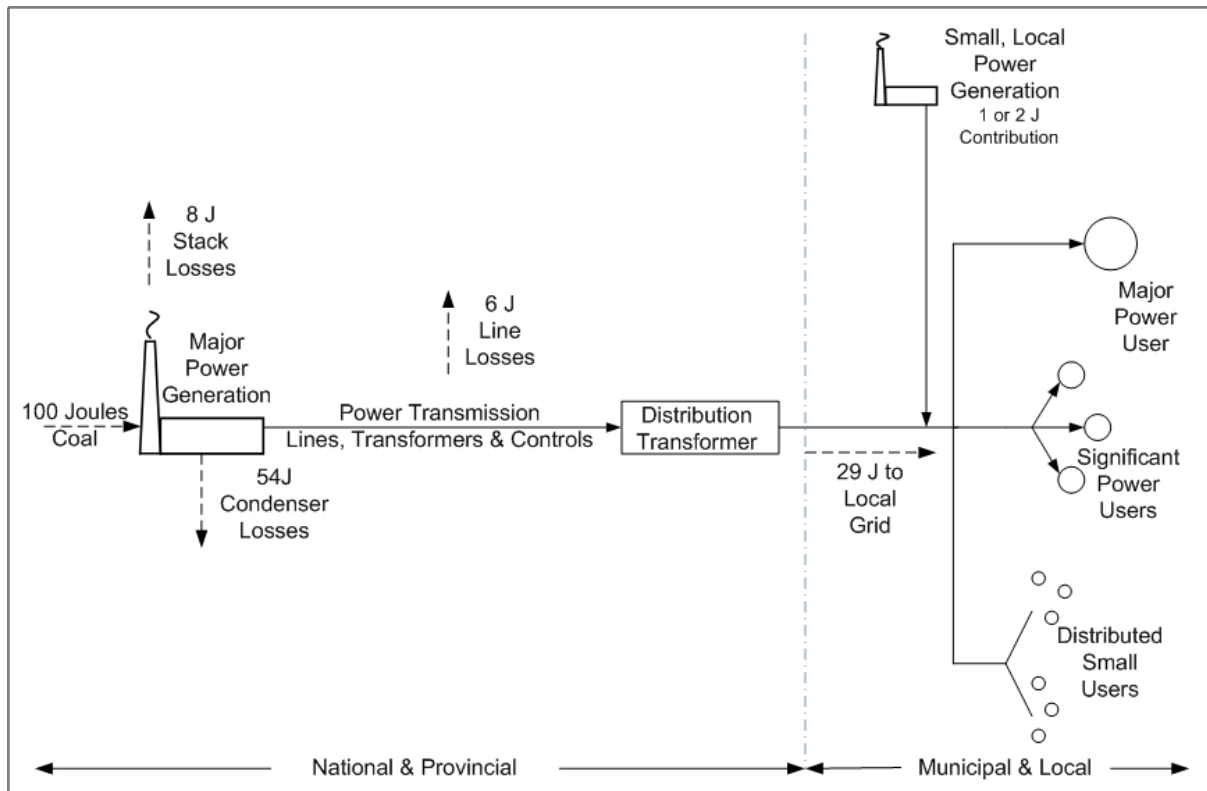 Small, Local
Power
Generation
1 or 2 J
Contribution
8 J
Stack
Losses
6 J
Line
Losses
Major
Power
Generation
Major
Power
User
100 Joules
Coal
Power Transmission
Lines, Transformers & Controls
Distribution
Transformer
54J
Condenser
Losses
29 J to
Local
Grid
Significant
Power
Users
Distributed
Small
Users
National & Provincial
Municipal & Local